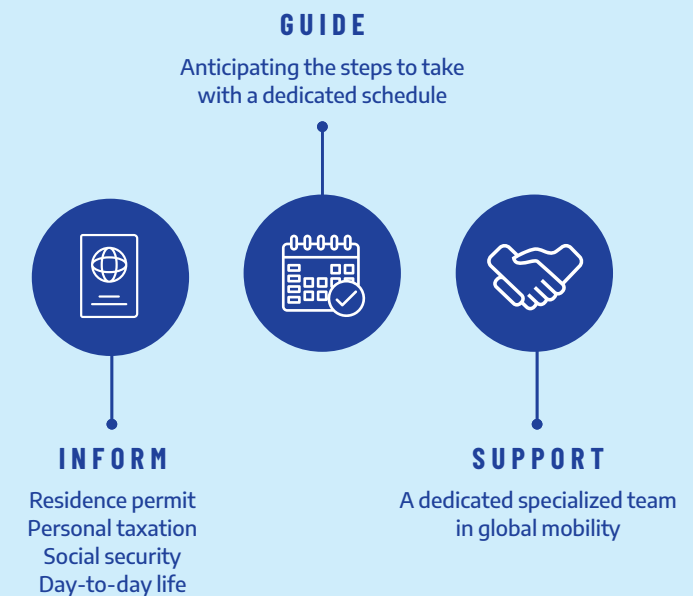 GUIDE
Anticipating the steps to take
with a dedicated schedule
INFORM
Residence permit
Personal taxation
Social security
Day-to-day life
SUPPORT
A dedicated specialized team
in global mobility